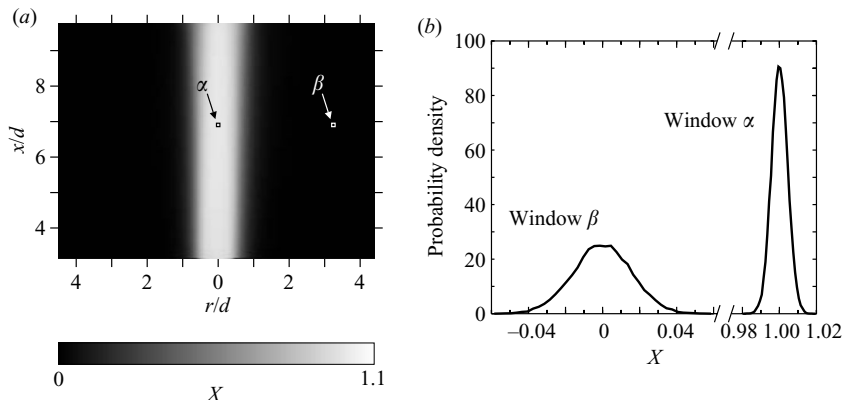 (a)
α
β
8
6
4
x/d
4 2 0 2 4
r/d
0 1.1
X
(b)
100
80
60
40
20
0
Probability density
Window α
Window β
−0.04 0 0.04 0.98 1.00 1.02
X